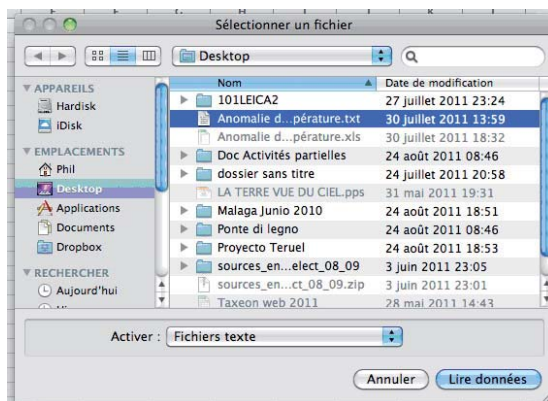 Sélectionner un fichier
Desktop
Nom Date de modification
APPAREILS
Hardisk
iDisk
EMPLACEMENTS
Phil
Desktop
Applications
Documents
Dropbox
RECHERCHER
Aujourd'hui
101LEICA2 27 juillet 2011 23:24
Anomalie d...pérature.txt 30 juillet 2011 13:59
Anomalie d...pérature.xls 30 juillet 2011 18:32
Doc Activités partielles 24 août 2011 08:46
dossier sans titre 24 juillet 2011 20:58
LA TERRE VUE DU CIEL.pps 31 mai 2011 19:31
Malaga Junio 2010 24 août 2011 18:51
Ponte di legno 24 août 2011 08:46
Proyecto Teruel 24 août 2011 18:53
sources_en...elect_08_09 3 juin 2011 23:05
sources_en...ct_08_09.zip 3 juin 2011 23:01
Taxeon web 2011 28 mai 2011 14:43
Activer : Fichiers texte
Annuler Lire données